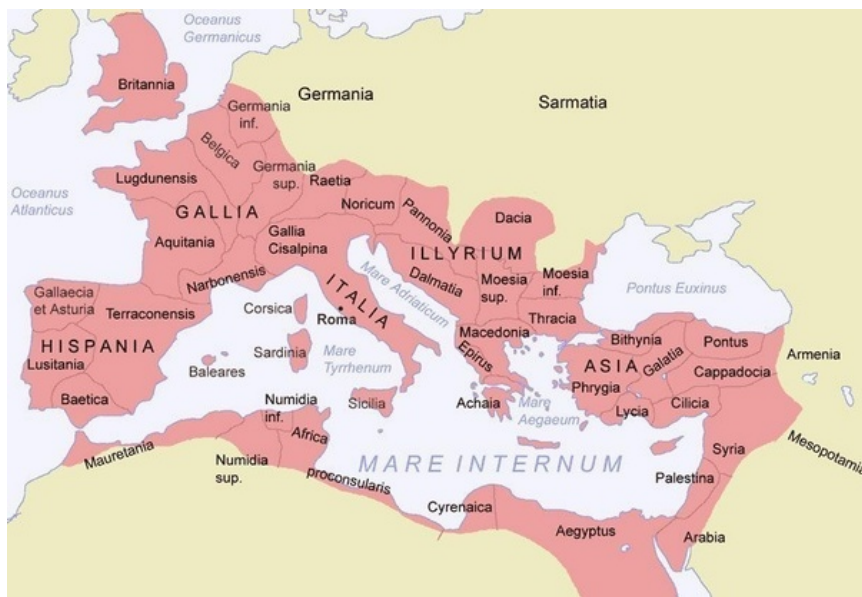 Oceanus
Germanicus
Britannia
Germania
Sarmatia
Germania
inf.
Belgica
Oceanus
Atlanticus
Lugdunensis
Germania
sup.
Raetia
Noricum
Pannonia
Dacia
GALLIA
Aquitania
Gallia
Cisalpina
ILLYRIUM
Dalmatia
Moesia
sup.
Moesia
inf.
Pontus Euxinus
Narbonensis
ITALIA
Mare Adriaticum
Gallaecia
et Asturia
Terraconensis
Corsica
Roma
Thracia
Macedonia
Epirus
HISPANIA
Lusitania
Baetica
Baleares
Sardinia
Mare
Tyrrhenum
Bithynia
Pontus
Armenia
ASIA
Galatia
Cappadocia
Phrygia
Lycia
Cilicia
Numidia
inf.
Africa
Sicilia
Achaia
Mare
Aegaeum
Mauretania
Numidia
sup.
proconsularis
MARE INTERNUM
Syria
Mesopotamia
Palestina
Cyrenaica
Aegyptus
Arabia